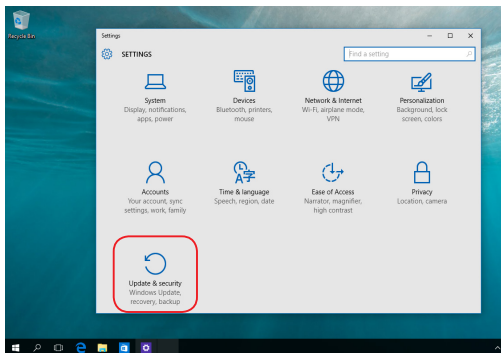 Recycle Bin
Settings
SETTINGS
Find a setting
System
Display, notifications,
apps, power
Devices
Bluetooth, printers,
mouse
Network & Internet
Wi-Fi, airplane mode,
VPN
Personalization
Background, lock
screen, colors
Accounts
Your account, sync
settings, work, family
Time & language
Speech, region, date
Ease of Access
Narrator, magnifier,
high contrast
Privacy
Location, camera
Update & security
Windows Update,
recovery, backup